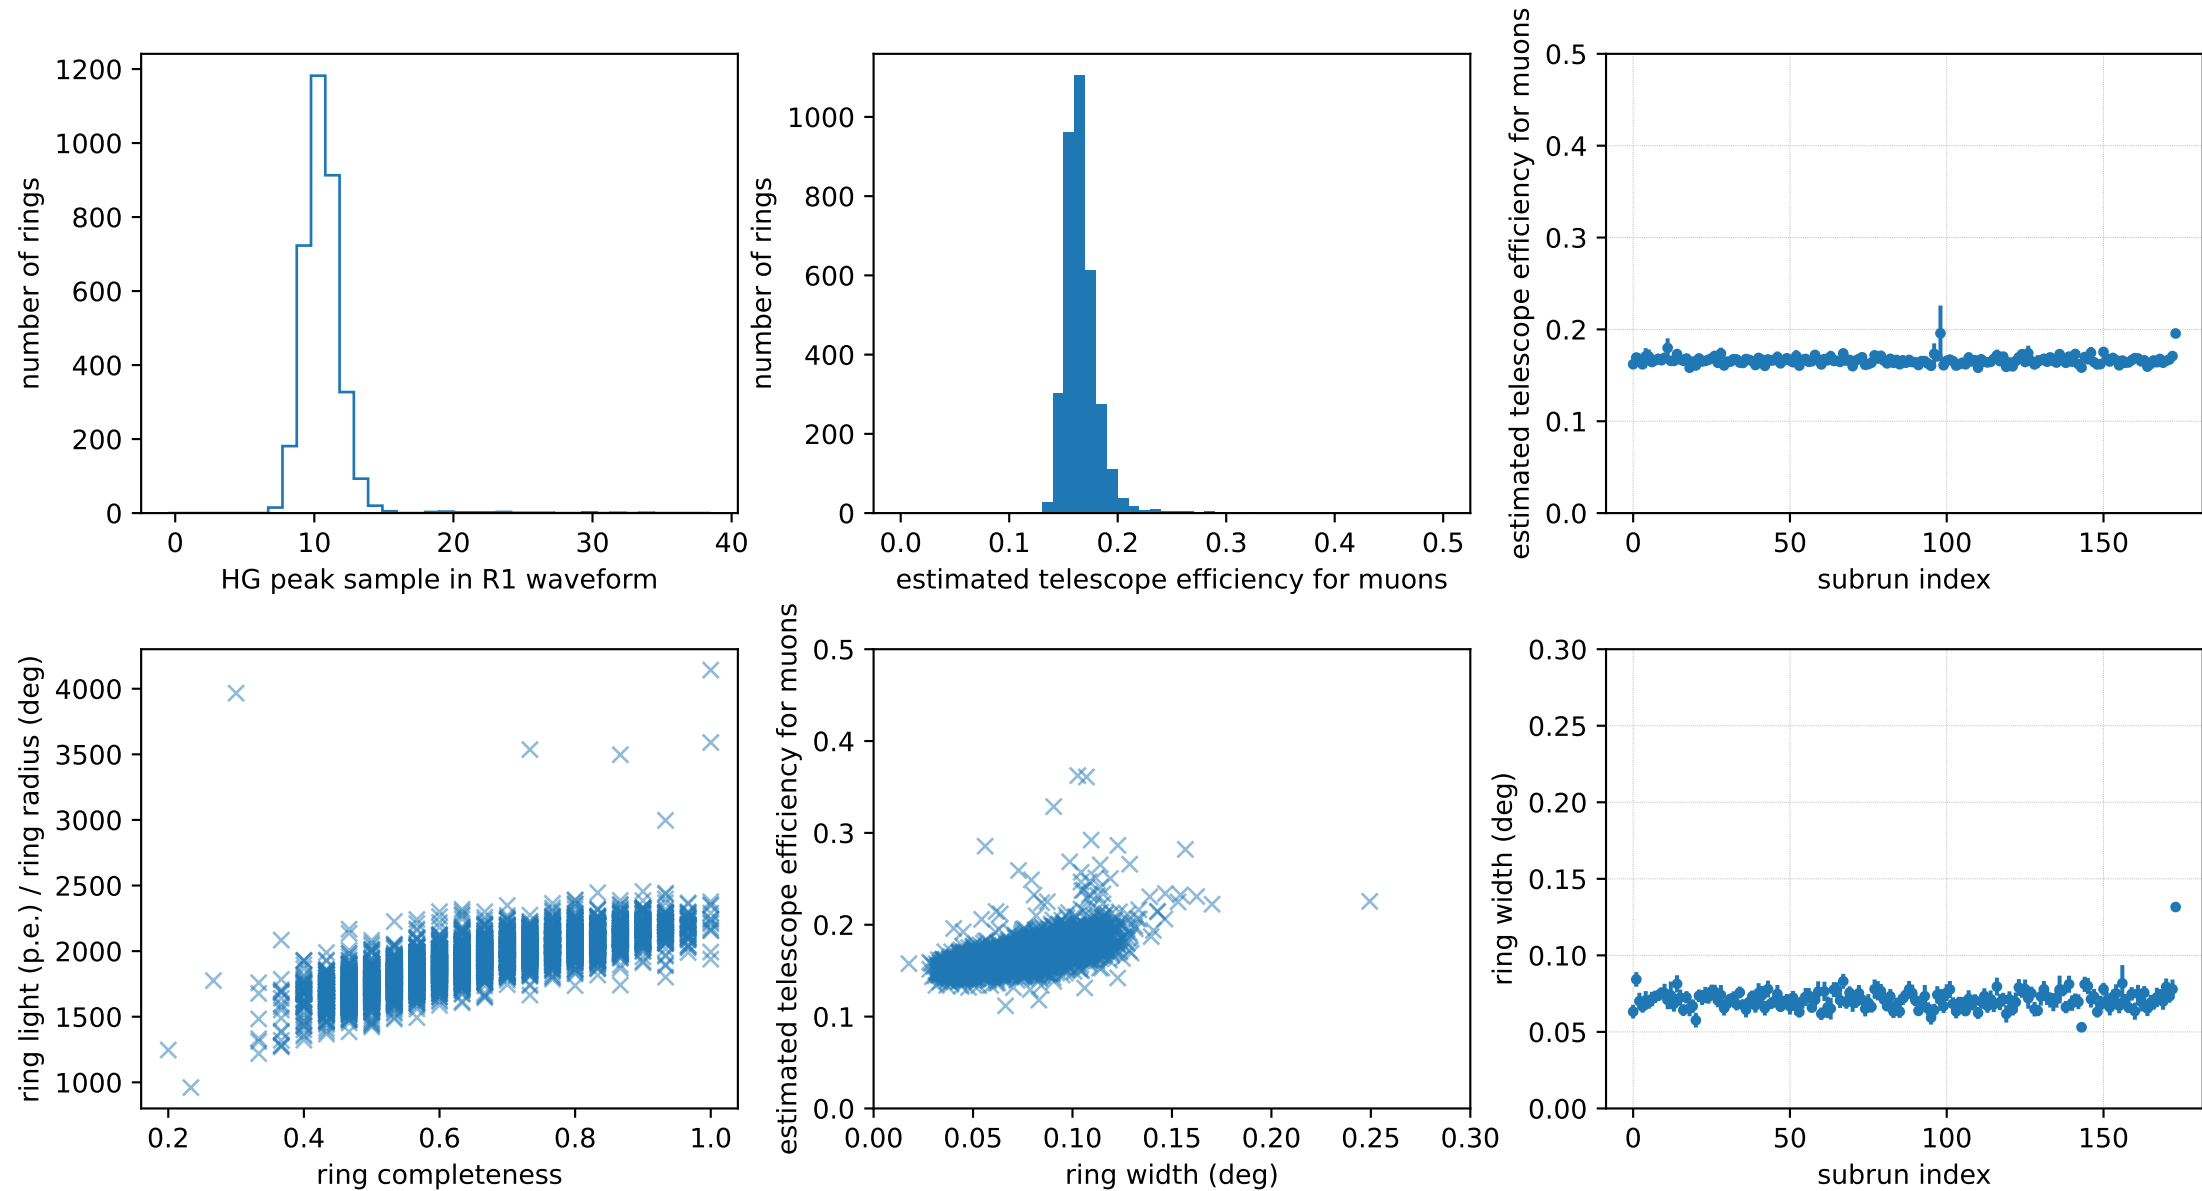 number of rings
1200
1000
800
600
400
200
0
0 10 20 30 40
HG peak sample in R1 waveform
number of rings
1000
800
600
400
200
0
0.0 0.1 0.2 0.3 0.4 0.5
estimated telescope efficiency for muons
estimated telescope efficiency for muons
0.5
0.4
0.3
0.2
0.1
0.0
0 50 100 150
subrun index
ring light (p.e.) / ring radius (deg)
4000
3500
3000
2500
2000
1500
1000
0.2 0.4 0.6 0.8 1.0
ring completeness
estimated telescope efficiency for muons
0.5
0.4
0.3
0.2
0.1
0.0
0.00 0.05 0.10 0.15 0.20 0.25 0.30
ring width (deg)
ring width (deg)
0.30
0.25
0.20
0.15
0.10
0.05
0.00
0 50 100 150
subrun index